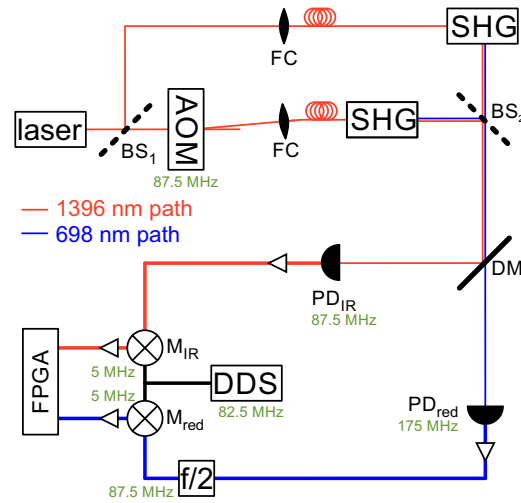 SHG
FC
laser
BS1
AOM
87.5 MHz
FC
SHG
BS2
1396 nm path
698 nm path
DM
PDIR
87.5 MHz
FPGA
5 MHz
MIR
5 MHz
Mred
DDS
82.5 MHz
PDred
175 MHz
87.5 MHz
f/2